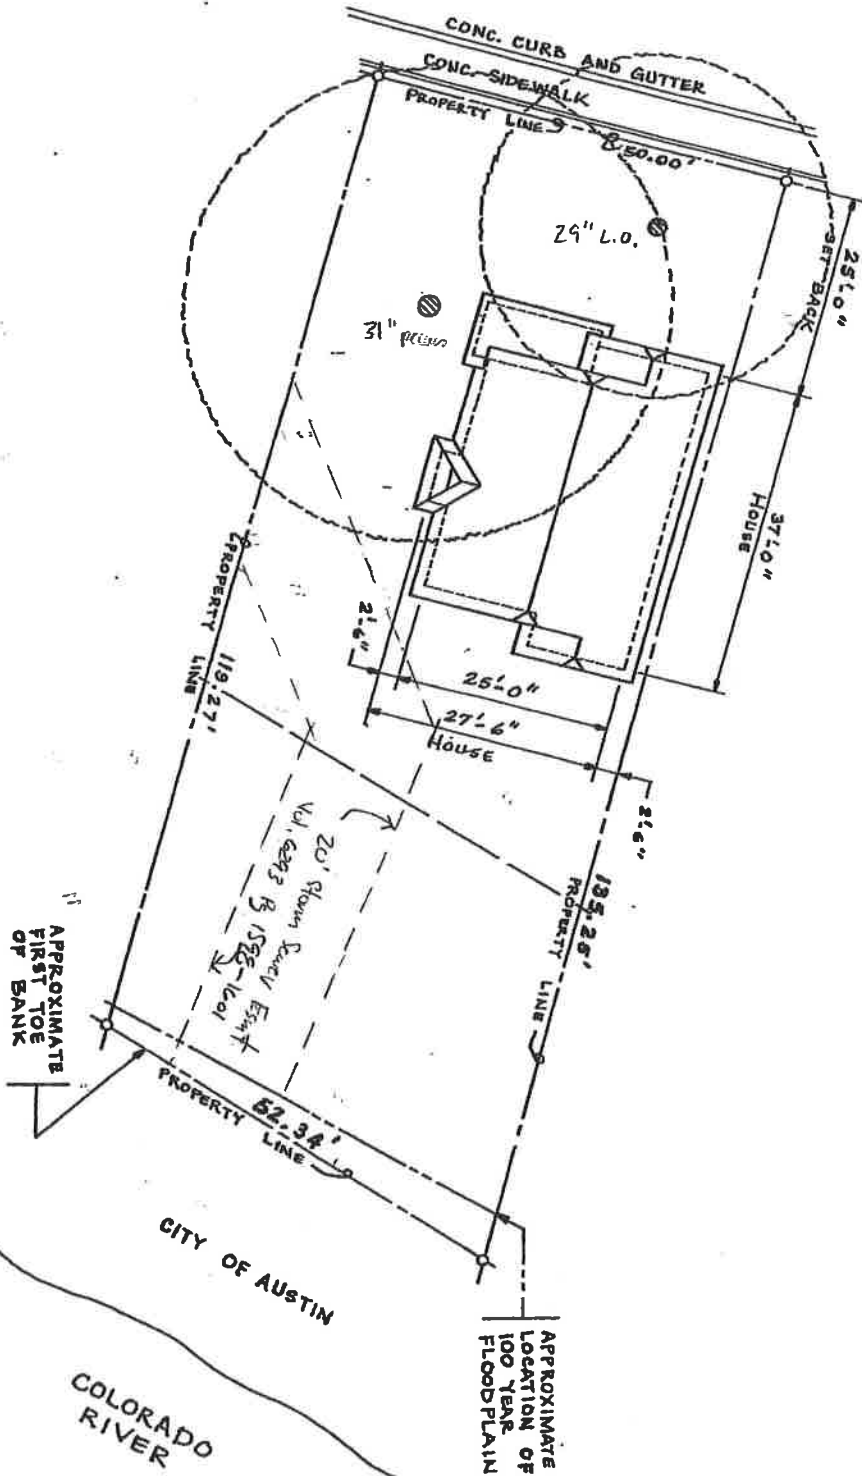 CONC. CURB AND GUTTER
CONC. SIDEWALK
PROPERTY LINE
50.00'
29" L.O.
31"
25'-0"
SET-BACK
37'-0"
HOUSE
2'-6"
25'-0"
27'-6"
HOUSE
2'-6"
PROPERTY LINE
119.27'
135.25'
PROPERTY LINE
20' Storm Sewer Esmt
Vol. 6293 Pg
52.34'
PROPERTY LINE
APPROXIMATE
FIRST TOE
OF BANK
CITY OF AUSTIN
APPROXIMATE
LOCATION OF
100 YEAR
FLOODPLAIN
COLORADO
RIVER